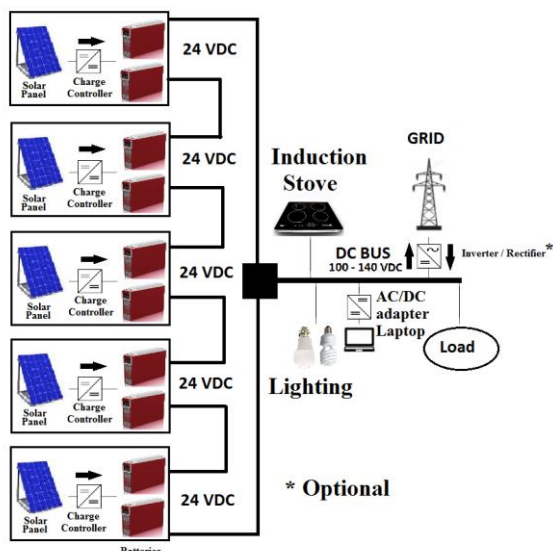 24 VDC
Solar
Panel
Charge
Controller
24 VDC
Solar
Panel
Charge
Controller
24 VDC
Solar
Panel
Charge
Controller
24 VDC
Solar
Panel
Charge
Controller
24 VDC
Solar
Panel
Charge
Controller
Batteries
Induction
Stove
GRID
DC BUS
100 - 140 VDC
Inverter / Rectifier*
AC/DC
adapter
Laptop
Load
Lighting
* Optional